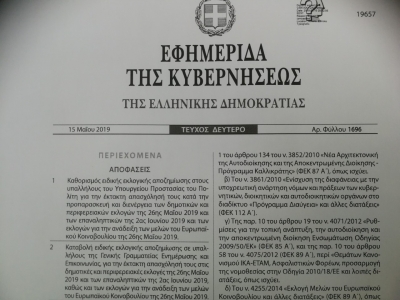 19657
ΕΦΗΜΕΡΙΔΑ
ΤΗΣ ΚΥΒΕΡΝΗΣΕΩΣ
ΤΗΣ ΕΛΛΗΝΙΚΗΣ ΔΗΜΟΚΡΑΤΙΑΣ
15 Μαΐου 2019
ΤΕΥΧΟΣ ΔΕΥΤΕΡΟ
Αρ. Φύλλου 1696
ΠΕΡΙΕΧΟΜΕΝΑ
ΑΠΟΦΑΣΕΙΣ
1 Καθορισμός ειδικής εκλογικής αποζημίωσης στους
υπαλλήλους του Υπουργείου Προστασίας του Πο-
λίτη για την έκτακτη απασχόλησή τους κατά την
προπαρασκευή και διενέργεια των δημοτικών και
περιφερειακών εκλογών της 26ης Μαΐου 2019 και
των επαναληπτικών της 2ας Ιουνίου 2019 και των
εκλογών για την ανάδειξη των μελών του Ευρωπαϊ-
κού Κοινοβουλίου της 26ης Μαΐου 2019.
2 Καταβολή ειδικής εκλογικής αποζημίωσης σε υπαλ-
λήλους της Γενικής Γραμματείας Ενημέρωσης και
Επικοινωνίας, για την έκτακτη απασχόλησή τους στις
δημοτικές και περιφερειακές εκλογές της 26ης Μαΐου
2019, και των επαναληπτικών της 2ας Ιουνίου 2019,
καθώς και των εκλογών για την ανάδειξη των με-
λών του Ευρωπαϊκού Κοινοβουλίου της 26ης Μαΐου
1 του άρθρου 134 του ν. 3852/2010 «Νέα Αρχιτεκτονική
της Αυτοδιοίκησης και της Αποκεντρωμένης Διοίκησης -
Πρόγραμμα Καλλικράτης» (ΦΕΚ 87 Α΄), όπως ισχύει.
β) Του ν. 3861/2010 «Ενίσχυση της διαφάνειας με την
υποχρεωτική ανάρτηση νόμων και πράξεων των κυβερ-
νητικών, διοικητικών και αυτοδιοικητικών οργάνων στο
διαδίκτυο «Πρόγραμμα Διαύγεια» και άλλες διατάξεις»
(ΦΕΚ 112 Α΄).
γ) Της παρ. 10 του άρθρου 19 του ν. 4071/2012 «Ρυθμί-
σεις για την τοπική ανάπτυξη, την αυτοδιοίκηση και
την αποκεντρωμένη διοίκηση Ενσωμάτωση Οδηγίας
2009/50/ΕΚ» (ΦΕΚ 85 Α΄), και της παρ. 10 του άρθρου
58 του ν. 4075/2012 (ΦΕΚ 89 Α΄), περί «Θεμάτων Κανονι-
σμού ΙΚΑ-ΕΤΑΜ, Ασφαλιστικών Φορέων, προσαρμογή
της νομοθεσίας στην Οδηγία 2010/18/ΕΕ και λοιπές δι-
ατάξεις», όπως ισχύει.
δ) Του ν. 4255/2014 «Εκλογή Μελών του Ευρωπαϊκού
Κοινοβουλίου και άλλες διατάξεις»